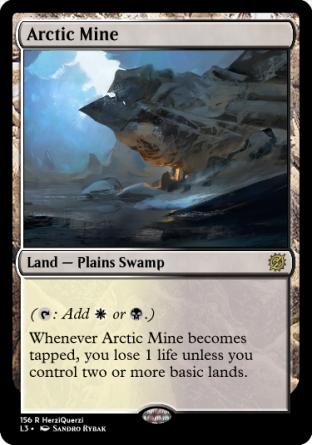 Arctic Mine
Land — Plains Swamp
(: Add or .)
Whenever Arctic Mine becomes
tapped, you lose 1 life unless you
control two or more basic lands.
156 R HerziQuerzi
L3 • Sandro Rybak